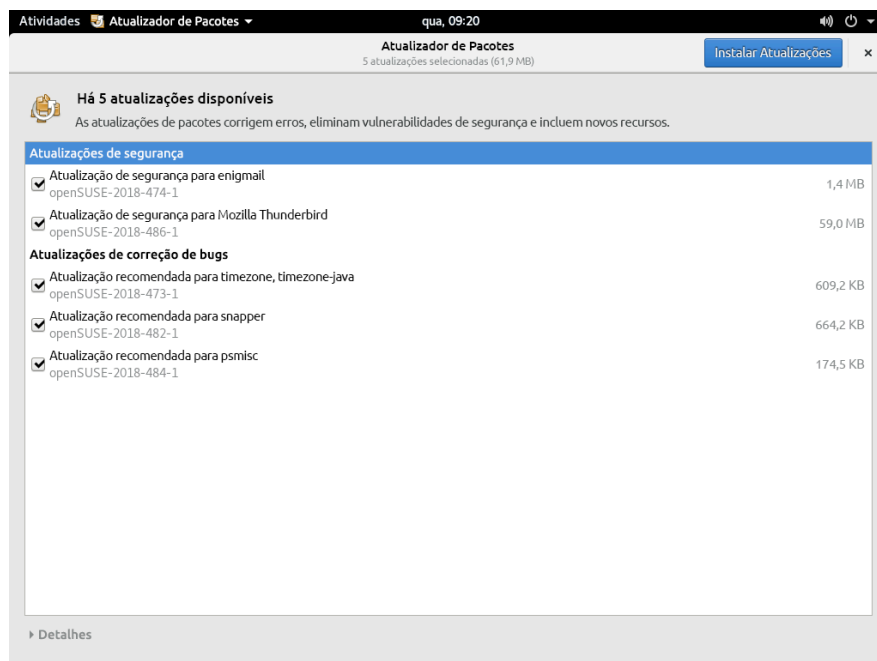 Atividades Atualizador de Pacotes qua, 09:20
Atualizador de Pacotes
5 atualizações selecionadas (61,9 MB)
Instalar Atualizações
Há 5 atualizações disponíveis
As atualizações de pacotes corrigem erros, eliminam vulnerabilidades de segurança e incluem novos recursos.
Atualizações de segurança
Atualização de segurança para enigmail
openSUSE-2018-474-1
1,4 MB
Atualização de segurança para Mozilla Thunderbird
openSUSE-2018-486-1
59,0 MB
Atualizações de correção de bugs
Atualização recomendada para timezone, timezone-java
openSUSE-2018-473-1
609,2 KB
Atualização recomendada para snapper
openSUSE-2018-482-1
664,2 KB
Atualização recomendada para psmisc
openSUSE-2018-484-1
174,5 KB
Detalhes